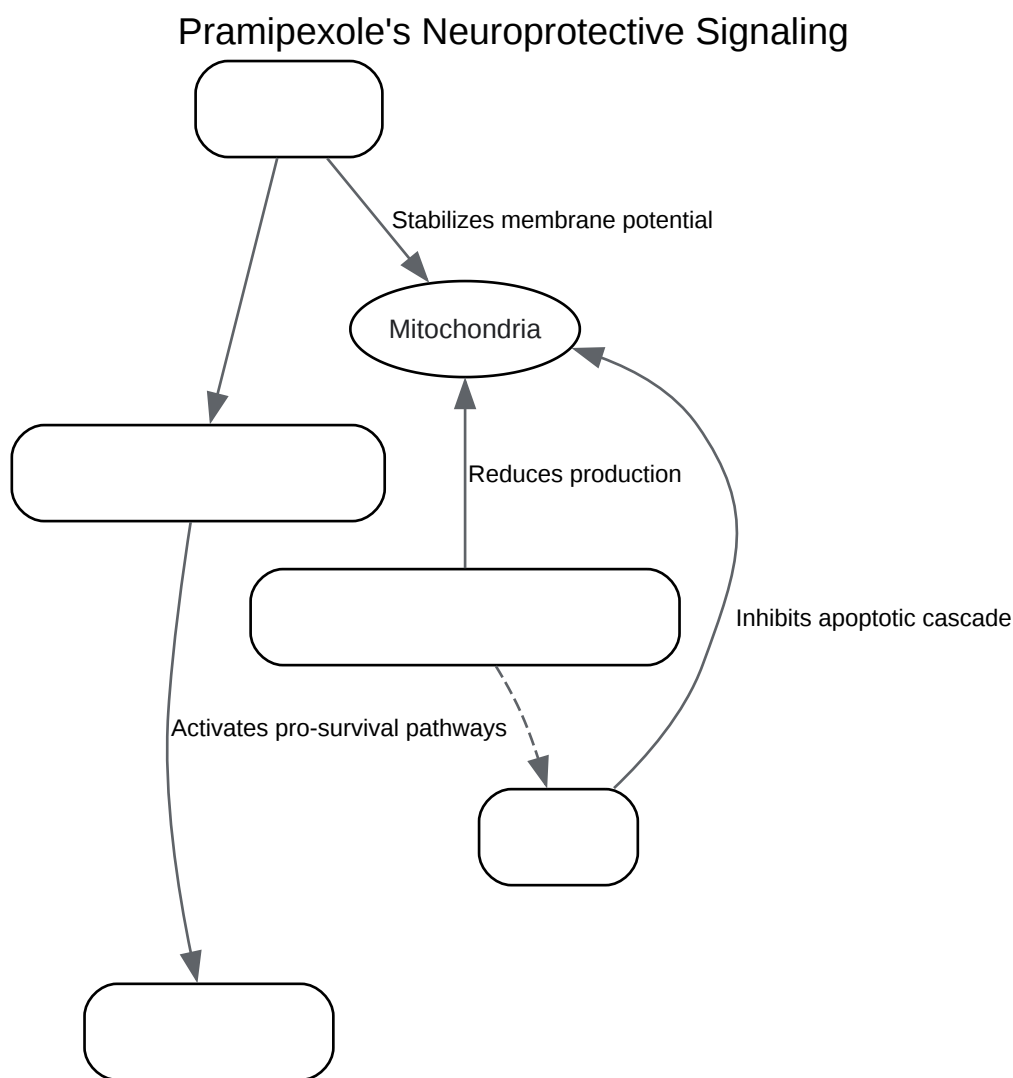 Pramipexole's Neuroprotective Signaling
Stabilizes membrane potential
Mitochondria
Reduces production
Inhibits apoptotic cascade
Activates pro-survival pathways